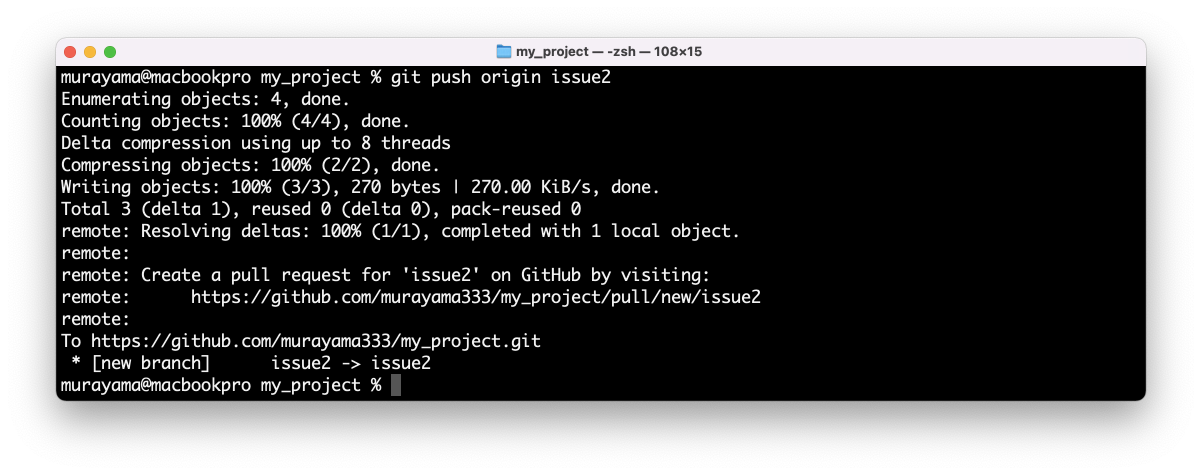 my_project — -zsh — 108×15
murayama@macbookpro my_project % git push origin issue2
Enumerating objects: 4, done.
Counting objects: 100% (4/4), done.
Delta compression using up to 8 threads
Compressing objects: 100% (2/2), done.
Writing objects: 100% (3/3), 270 bytes | 270.00 KiB/s, done.
Total 3 (delta 1), reused 0 (delta 0), pack-reused 0
remote: Resolving deltas: 100% (1/1), completed with 1 local object.
remote:
remote: Create a pull request for 'issue2' on GitHub by visiting:
remote:      https://github.com/murayama333/my_project/pull/new/issue2
remote:
To https://github.com/murayama333/my_project.git
 * [new branch]      issue2 -> issue2
murayama@macbookpro my_project %